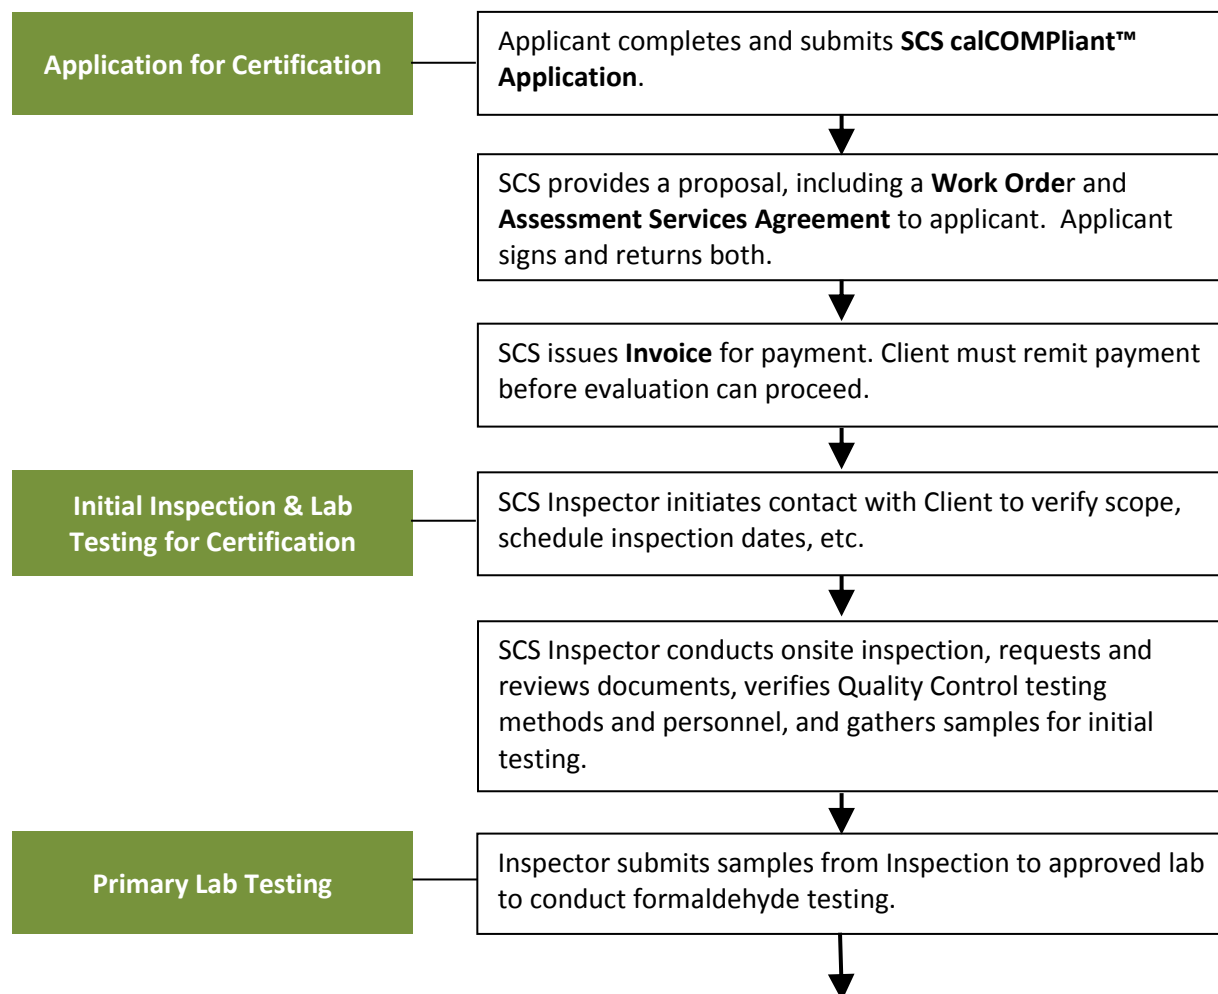 Application for Certification
Applicant completes and submits SCS calCOMPliant™
Application.
SCS provides a proposal, including a Work Order and
Assessment Services Agreement to applicant.  Applicant
signs and returns both.
SCS issues Invoice for payment. Client must remit payment
before evaluation can proceed.
Initial Inspection & Lab
Testing for Certification
SCS Inspector initiates contact with Client to verify scope,
schedule inspection dates, etc.
SCS Inspector conducts onsite inspection, requests and
reviews documents, verifies Quality Control testing
methods and personnel, and gathers samples for initial
testing.
Primary Lab Testing
Inspector submits samples from Inspection to approved lab
to conduct formaldehyde testing.